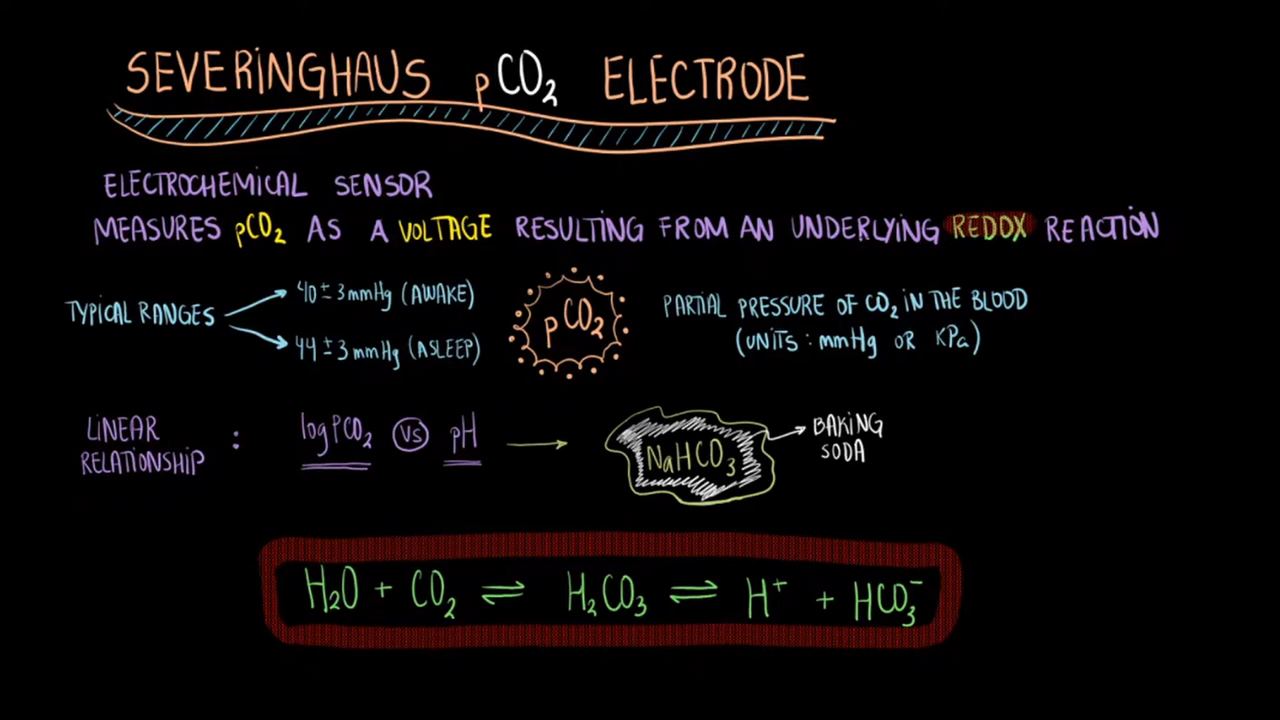 SEVERINGHAUS pCO₂ ELECTRODE
ELECTROCHEMICAL SENSOR
MEASURES pCO₂ AS A VOLTAGE RESULTING FROM AN UNDERLYING REDOX REACTION
TYPICAL RANGES
40 ± 3 mmHg (AWAKE)
44 ± 3 mmHg (ASLEEP)
pCO₂
PARTIAL PRESSURE OF CO₂ IN THE BLOOD
(UNITS : mmHg OR KPa)
LINEAR
RELATIONSHIP :
log PCO₂ VS pH
NaHCO₃
BAKING
SODA
H₂O + CO₂ ⇌ H₂CO₃ ⇌ H⁺ + HCO₃⁻